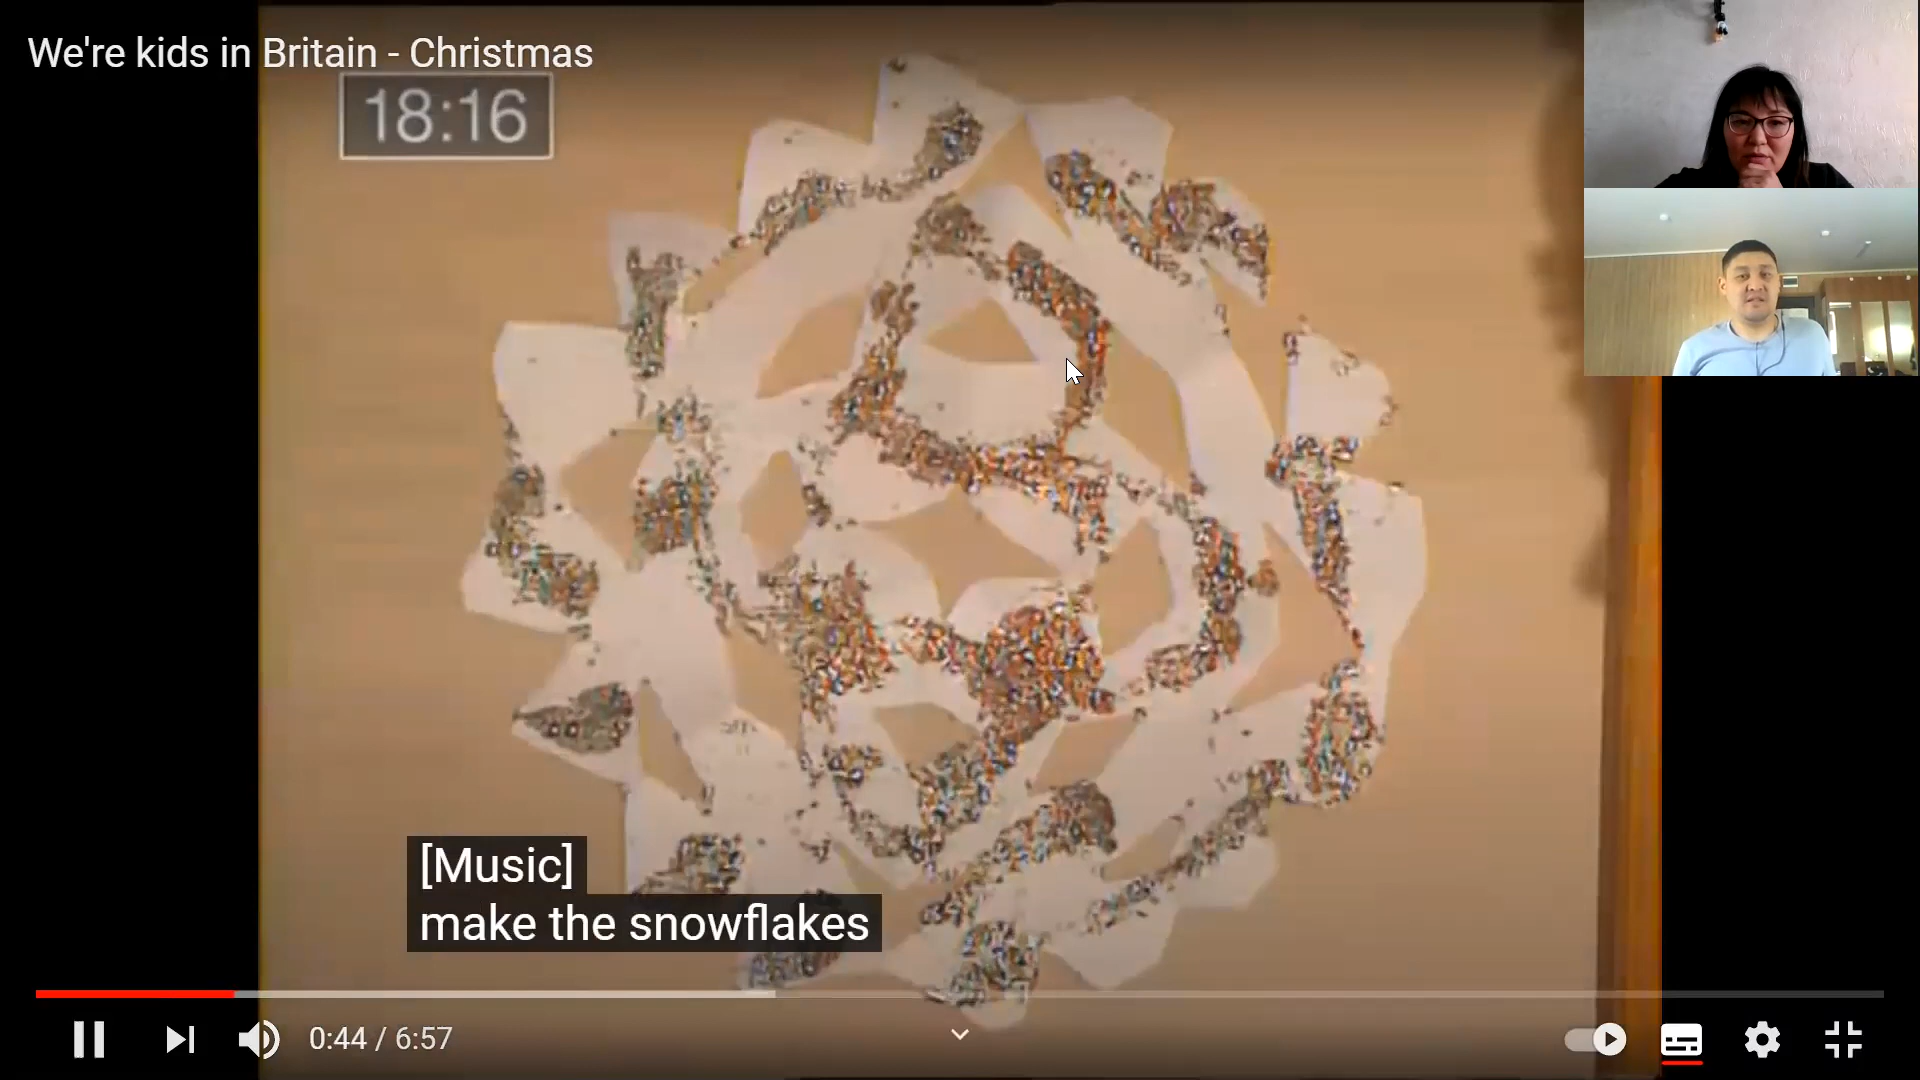 We're kids in Britain - Christmas
18:16
[Music]
make the snowflakes
0:44 / 6:57